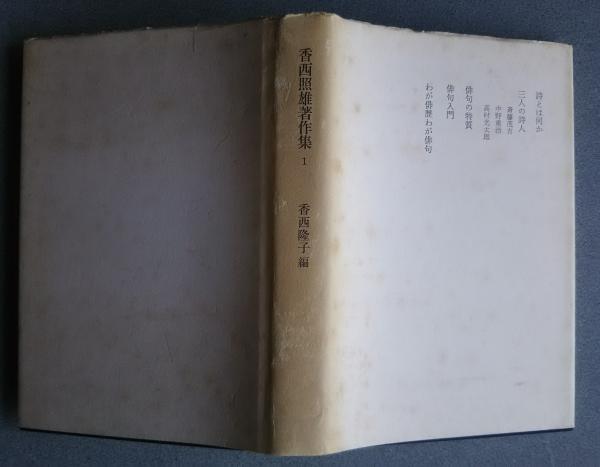 香西照雄著作集 1
香西隆子 編
詩とは何か
三人の詩人
斎藤茂吉
中野重治
高村光太郎
俳句の特質
俳句入門
わが俳歴わが俳句